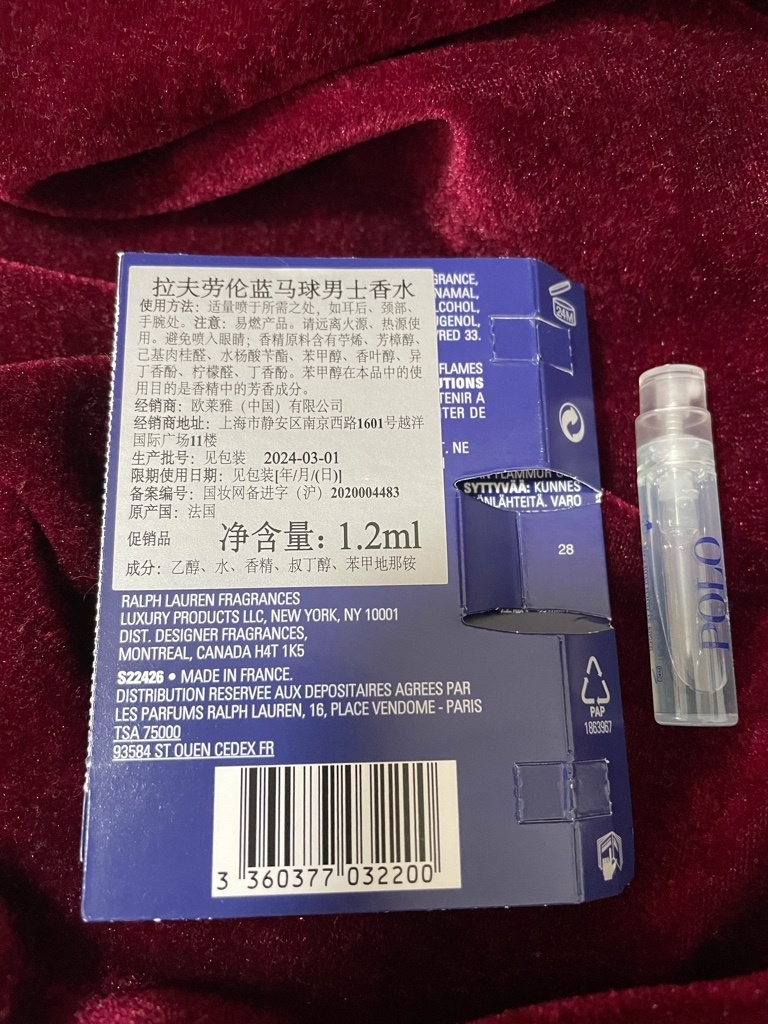 拉夫劳伦蓝马球男士香水
使用方法：适量喷于所需之处，如耳后、颈部、
手腕处。注意：易燃产品。请远离火源、热源使
用。避免喷入眼睛；香精原料含有苧烯、芳樟醇、
己基肉桂醛、水杨酸苄酯、苯甲醇、香叶醇、异
丁香酚、柠檬醛、丁香酚。苯甲醇在本品中的使
用目的是香精中的芳香成分。
经销商：欧莱雅（中国）有限公司
经销商地址：上海市静安区南京西路1601号越洋
国际广场11楼
生产批号：见包装 2024-03-01
限期使用日期：见包装[年/月/(日)]
备案编号：国妆网备进字（沪）2020004483
原产国：法国
促销品 净含量：1.2ml
成分：乙醇、水、香精、叔丁醇、苯甲地那铵
GRANCE,
NAMAL,
LCOHOL,
UGENOL,
/RED 33.
FLAMES
UTIONS
TENIR A
TER DE
. NE
SYTTYVÄÄ: KUNNES
ÄNLÄHTEITÄ. VARO
24M
28
RALPH LAUREN FRAGRANCES
LUXURY PRODUCTS LLC, NEW YORK, NY 10001
DIST. DESIGNER FRAGRANCES,
MONTREAL, CANADA H4T 1K5
S22426 • MADE IN FRANCE.
DISTRIBUTION RESERVEE AUX DEPOSITAIRES AGREES PAR
LES PARFUMS RALPH LAUREN, 16, PLACE VENDOME - PARIS
TSA 75000
93584 ST OUEN CEDEX FR
3 360377 032200
PAP
1863967
POLO